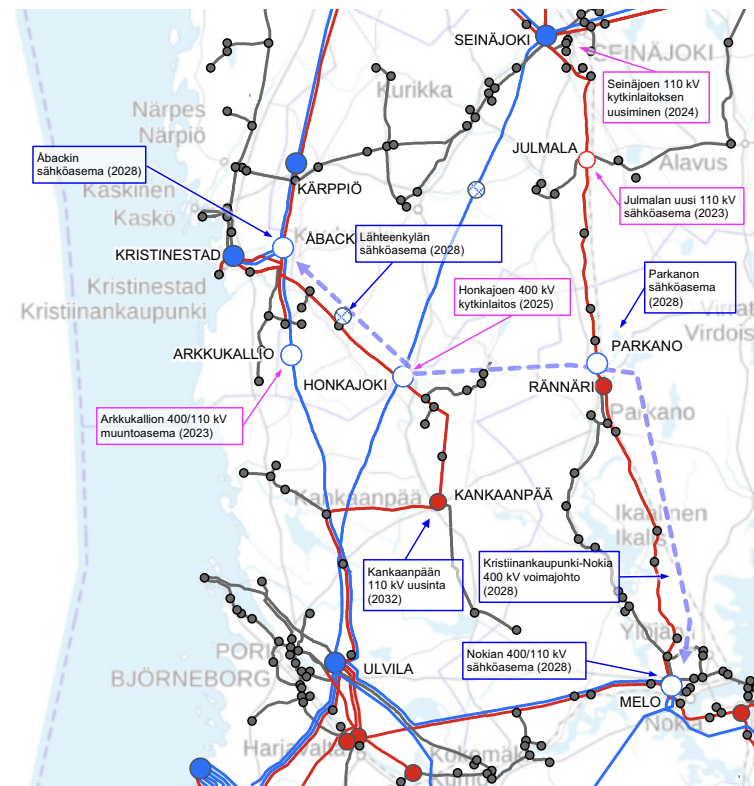 SEINÄJOKI
SEINÄJOKI
Seinäjoen 110 kV
kytkinlaitoksen
uusiminen (2024)
Kurikka
Närpes
Närpiö
JULMALA
Alavus
Åbackin
sähköasema (2028)
KÄRPPIÖ
Kaskinen
Kaskö
Julmalan uusi 110 kV
sähköasema (2023)
ÅBACK
Lähteenkylän
sähköasema (2028)
KRISTINESTAD
Honkajoen 400 kV
kytkinlaitos (2025)
Parkanon
sähköasema
(2028)
Kristinestad
Kristiinankaupunki
Virrat
Virdois
ARKKUKALLIO
HONKAJOKI
PARKANO
RÄNNÄRI
Parkano
Arkkukallion 400/110 kV
muuntoasema (2023)
Kankaanpää
KANKAANPÄÄ
Ikaalinen
Ikalis
Kankaanpään
110 kV uusinta
(2032)
Kristiinankaupunki-Nokia
400 kV voimajohto
(2028)
Ylöjär
PORI
BJÖRNEBORG
ULVILA
Nokian 400/110 kV
sähköasema (2028)
MELO
Nokia
Harjavalta
Kokemäk
Kumo